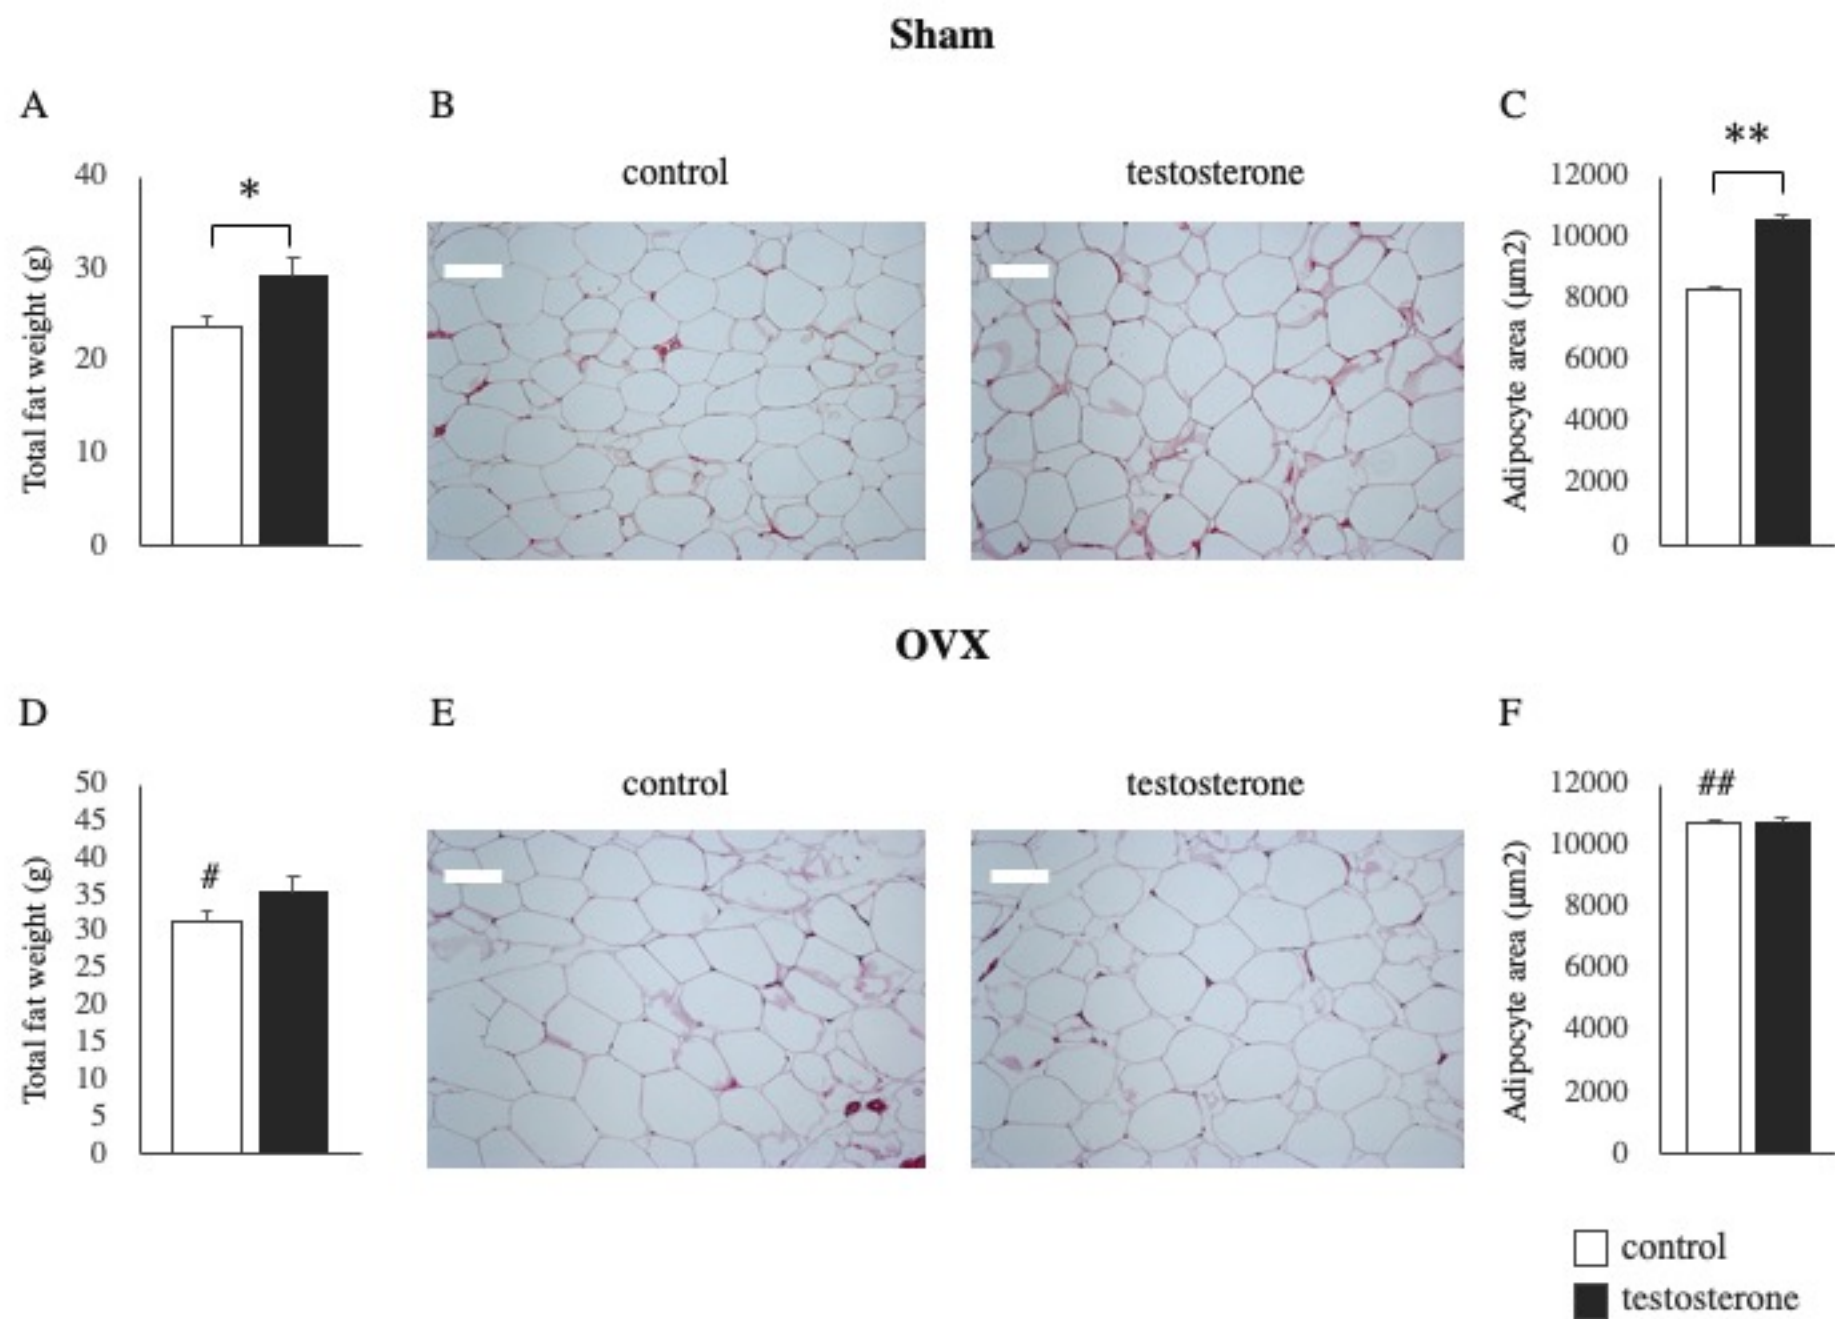 Sham
A
B
C
control
testosterone
*
**
Total fat weight (g)
40
30
20
10
0
Adipocyte area (μm2)
12000
10000
8000
6000
4000
2000
0
OVX
D
E
F
control
testosterone
#
##
Total fat weight (g)
50
45
40
35
30
25
20
15
10
5
0
Adipocyte area (μm2)
12000
10000
8000
6000
4000
2000
0
control
testosterone